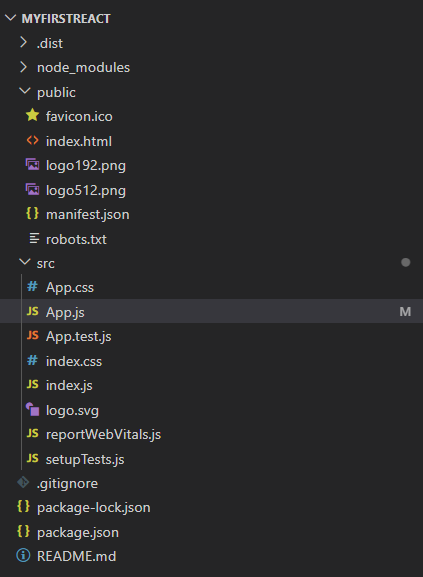 MYFIRSTREACT
.dist
node_modules
public
favicon.ico
index.html
logo192.png
logo512.png
{ } manifest.json
robots.txt
src
# App.css
JS App.js M
JS App.test.js
# index.css
JS index.js
logo.svg
JS reportWebVitals.js
JS setupTests.js
.gitignore
{ } package-lock.json
{ } package.json
README.md